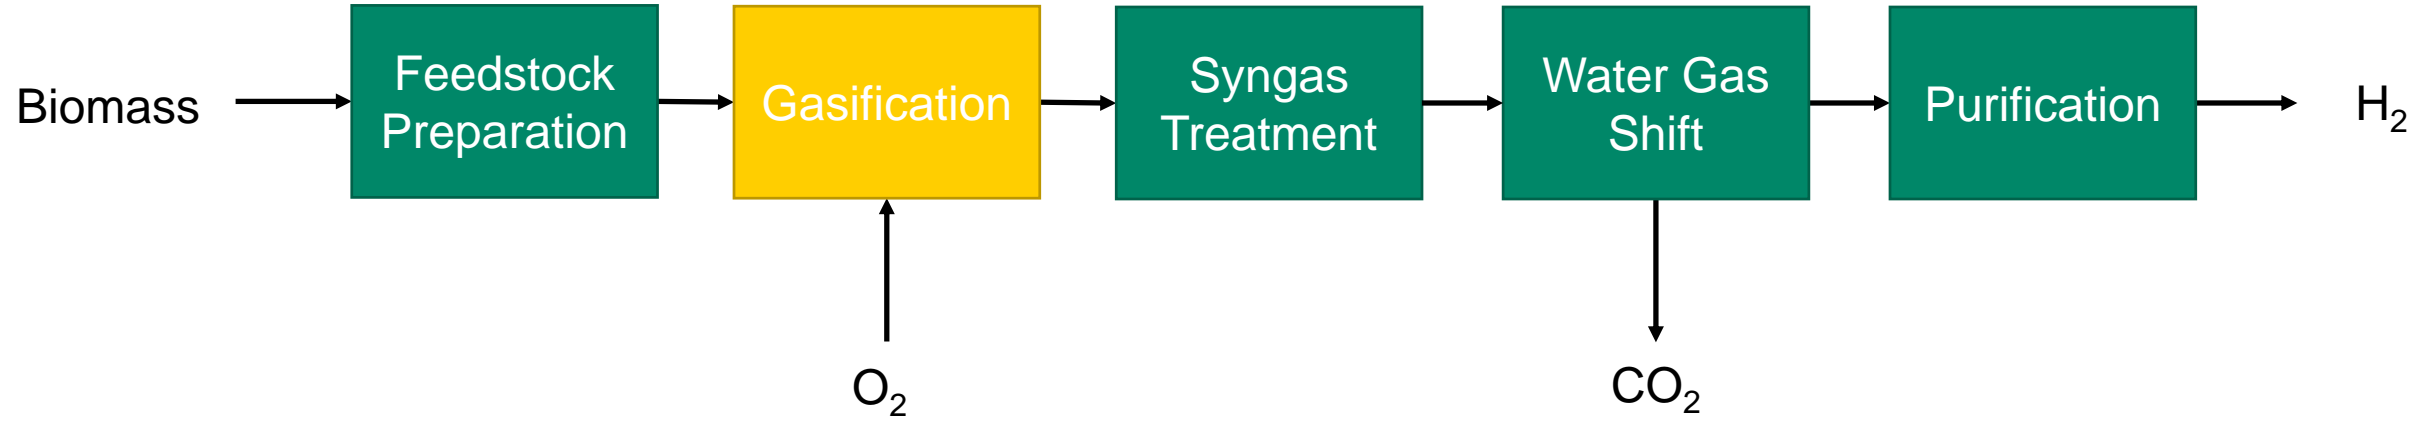 Biomass
Feedstock
Preparation
Gasification
Syngas
Treatment
Water Gas
Shift
Purification
H₂
O₂
CO₂